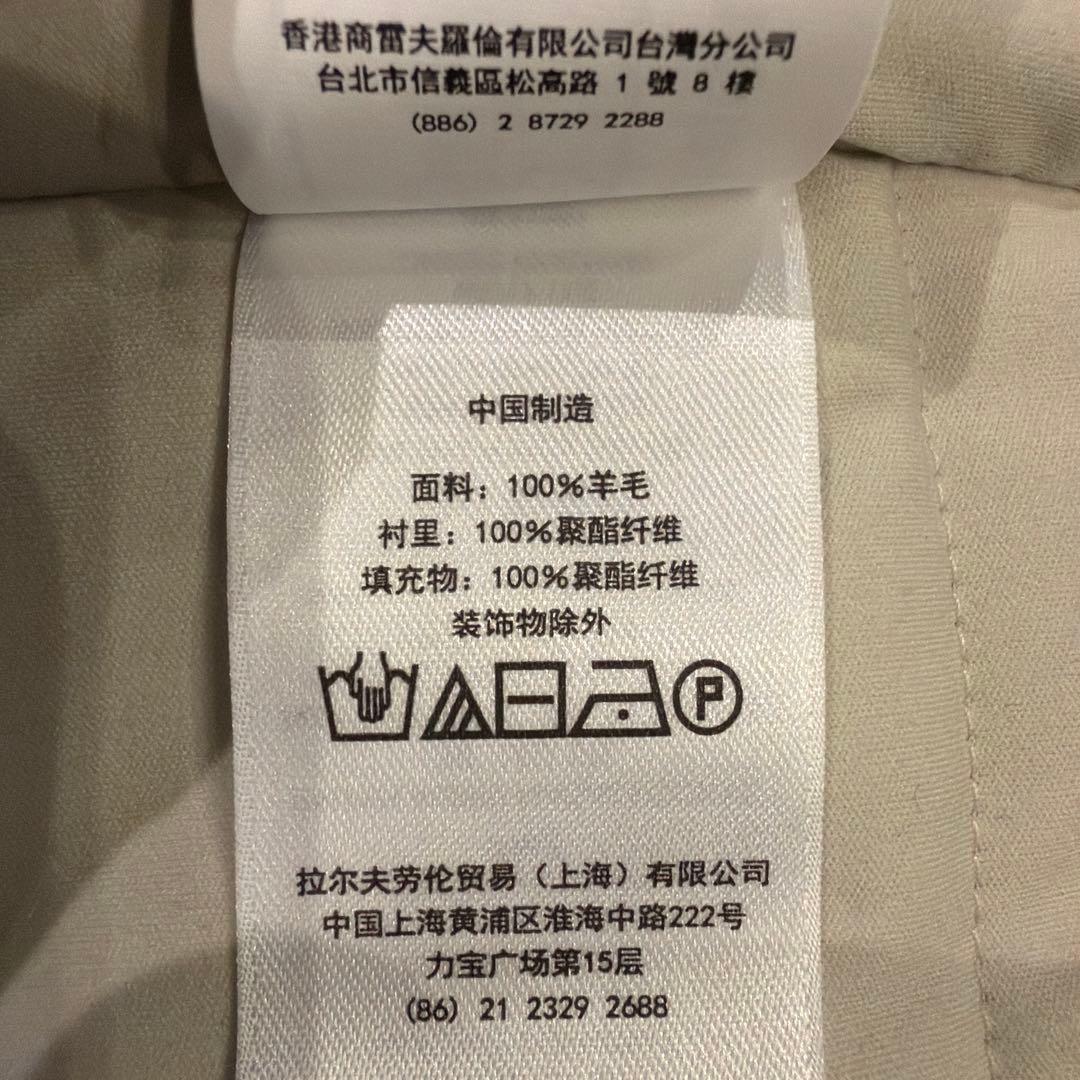 香港商雷夫羅倫有限公司台灣分公司
台北市信義區松高路 1 號 8 樓
(886) 2 8729 2288
中国制造
面料：100%羊毛
衬里：100%聚酯纤维
填充物：100%聚酯纤维
装饰物除外
P
拉尔夫劳伦贸易（上海）有限公司
中国上海黄浦区淮海中路222号
力宝广场第15层
(86) 21 2329 2688